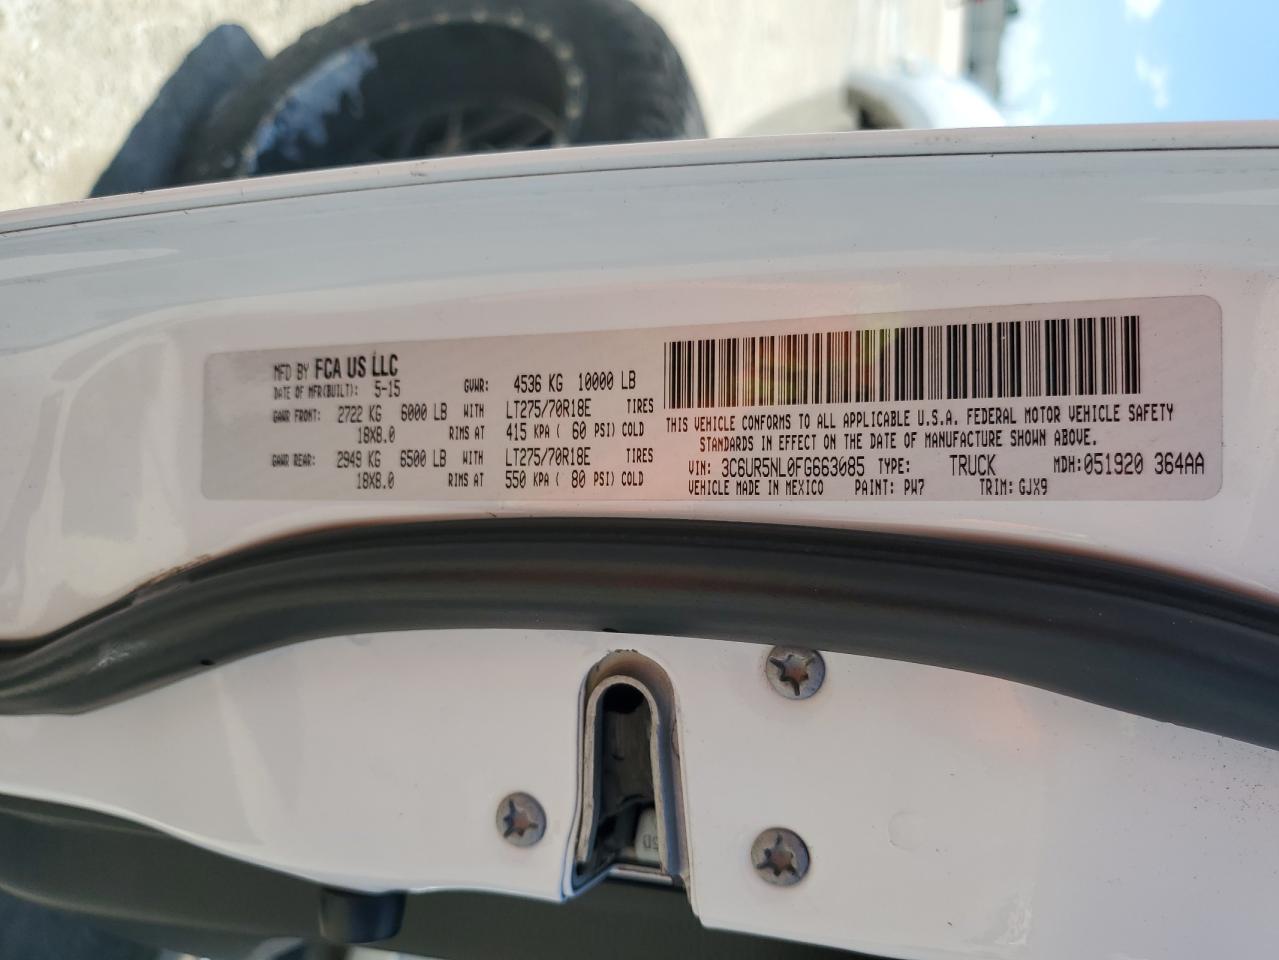 MFD BY FCA US LLC
DATE OF MFR(BUILT): 5-15 GVWR: 4536 KG 10000 LB
GAWR FRONT: 2722 KG 6000 LB WITH LT275/70R18E TIRES
18X8.0 RIMS AT 415 KPA ( 60 PSI) COLD
GAWR REAR: 2949 KG 6500 LB WITH LT275/70R18E TIRES
18X8.0 RIMS AT 550 KPA ( 80 PSI) COLD
THIS VEHICLE CONFORMS TO ALL APPLICABLE U.S.A. FEDERAL MOTOR VEHICLE SAFETY
STANDARDS IN EFFECT ON THE DATE OF MANUFACTURE SHOWN ABOVE.
VIN: 3C6UR5NL0FG663085 TYPE: TRUCK MDH:051920 364AA
VEHICLE MADE IN MEXICO PAINT: PW7 TRIM: GJX9